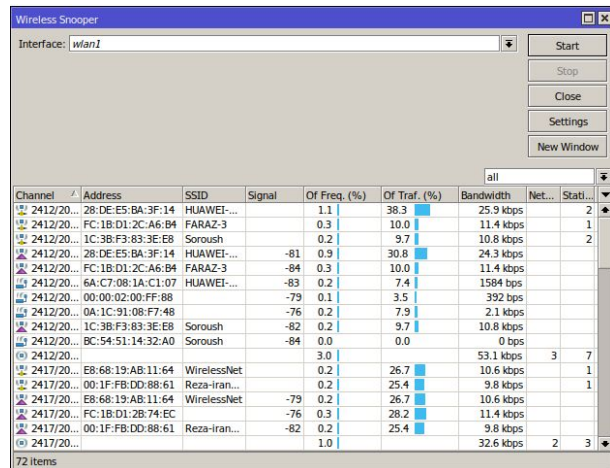 Wireless Snooper
Interface: wlan1
Start
Stop
Close
Settings
New Window
all
Channel Address SSID Signal Of Freq. (%) Of Traf. (%) Bandwidth Net... Stati...
2412/20... 28:DE:E5:BA:3F:14 HUAWEI-... 1.1 38.3 25.9 kbps 2
2412/20... FC:1B:D1:2C:A6:B4 FARAZ-3 0.3 10.0 11.4 kbps 1
2412/20... 1C:3B:F3:83:3E:E8 Soroush 0.2 9.7 10.8 kbps 2
2412/20... 28:DE:E5:BA:3F:14 HUAWEI-... -81 0.9 30.8 24.3 kbps
2412/20... FC:1B:D1:2C:A6:B4 FARAZ-3 -84 0.3 10.0 11.4 kbps
2412/20... 6A:C7:08:1A:C1:07 HUAWEI-... -83 0.2 7.4 1584 bps
2412/20... 00:00:02:00:FF:88 -79 0.1 3.5 392 bps
2412/20... 0A:1C:91:08:F7:48 -76 0.2 7.9 2.1 kbps
2412/20... 1C:3B:F3:83:3E:E8 Soroush -82 0.2 9.7 10.8 kbps
2412/20... BC:54:51:14:32:A0 Soroush -84 0.0 0.0 0 bps
2412/20... 3.0 53.1 kbps 3 7
2417/20... E8:68:19:AB:11:64 WirelessNet 0.2 26.7 10.6 kbps 1
2417/20... 00:1F:FB:DD:88:61 Reza-iran... 0.2 25.4 9.8 kbps 1
2417/20... E8:68:19:AB:11:64 WirelessNet -79 0.2 26.7 10.6 kbps
2417/20... FC:1B:D1:2B:74:EC -76 0.3 28.2 11.4 kbps
2417/20... 00:1F:FB:DD:88:61 Reza-iran... -82 0.2 25.4 9.8 kbps
2417/20... 1.0 32.6 kbps 2 3
72 items